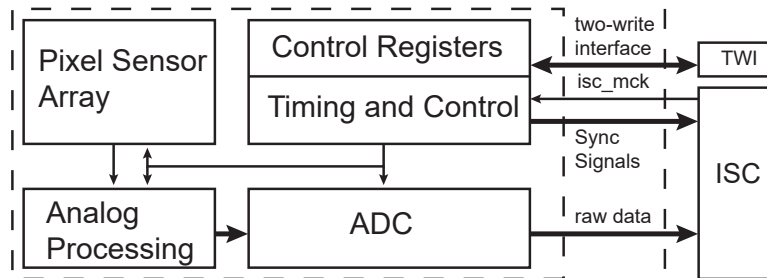 Pixel Sensor
Array
Control Registers
Timing and Control
two-write
interface
TWI
isc_mck
Sync
Signals
ISC
Analog
Processing
ADC
raw data